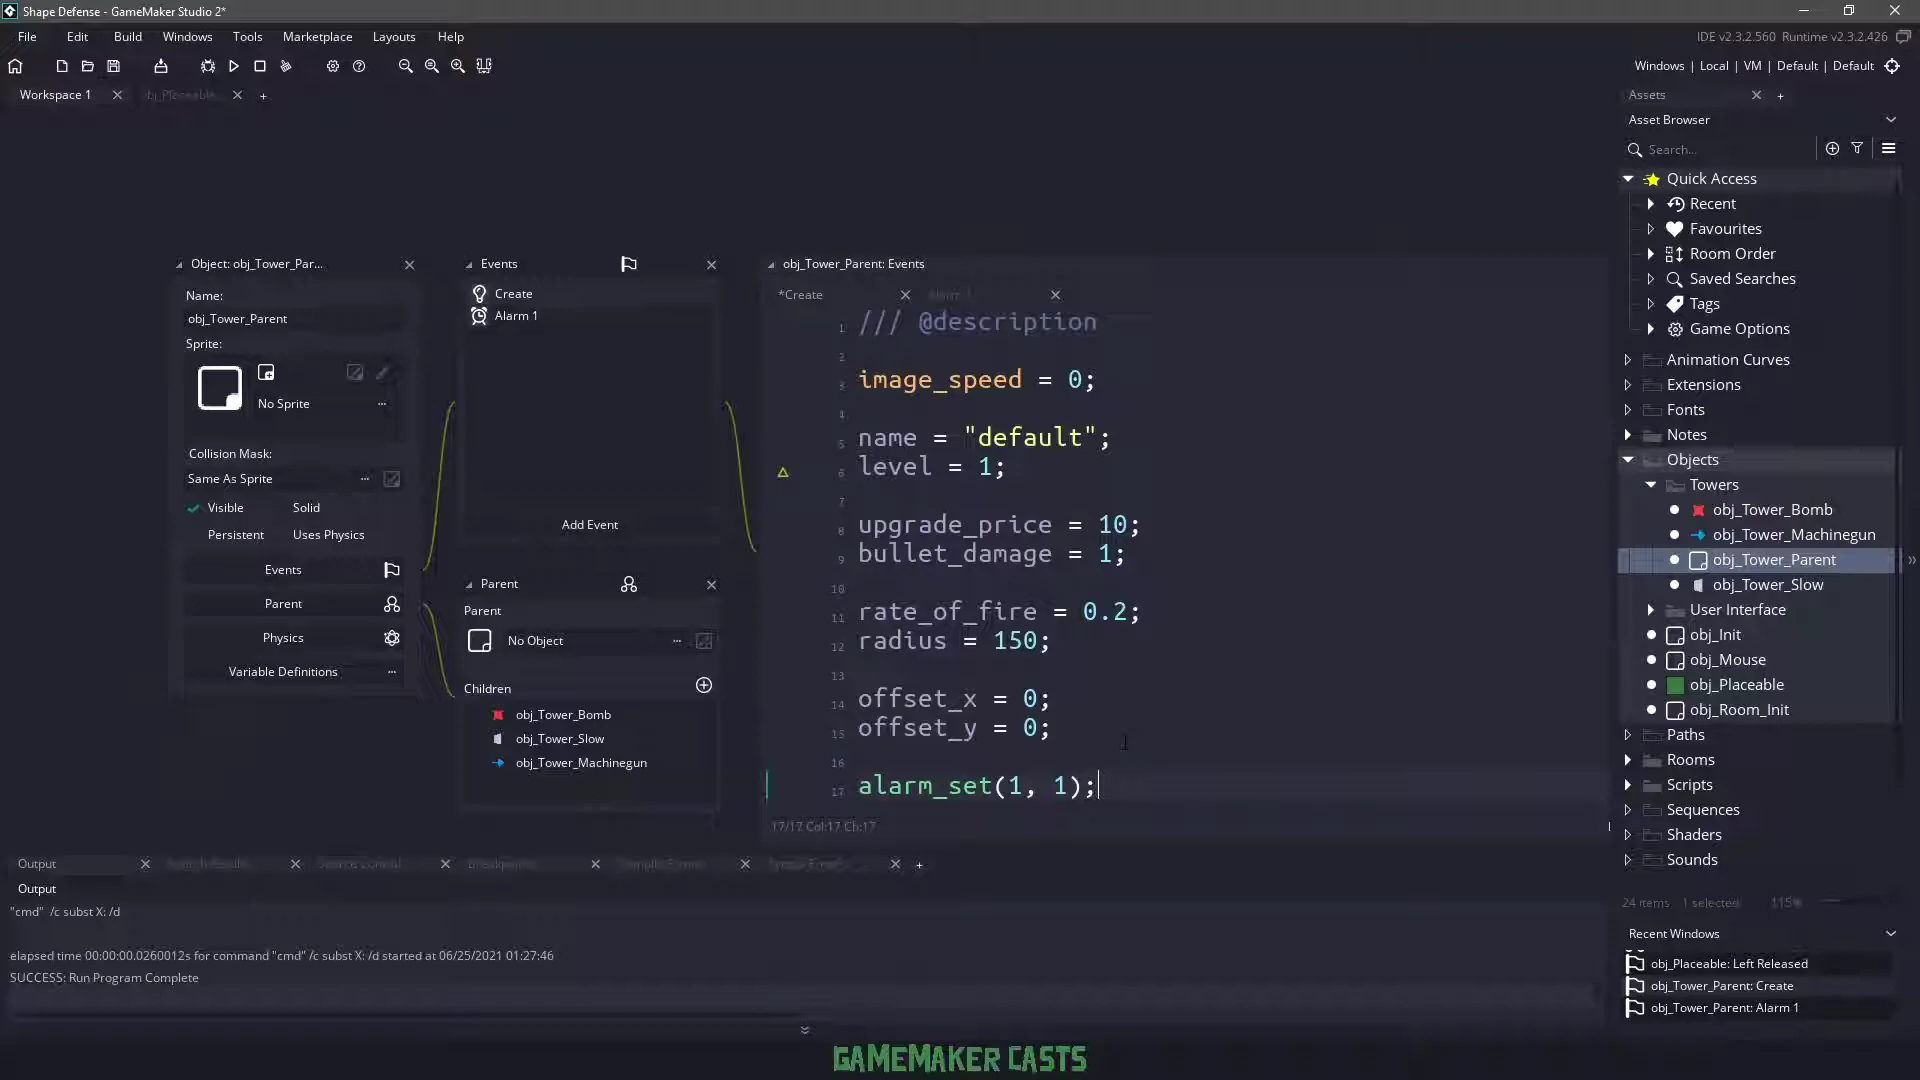 Shape Defense - GameMaker Studio 2*
File Edit Build Windows Tools Marketplace Layouts Help
IDE v2.3.2.560 Runtime v2.3.2.426
Windows | Local | VM | Default | Default
Workspace 1
obj_Placeable...
Assets
Asset Browser
Search...
Quick Access
Recent
Favourites
Room Order
Saved Searches
Tags
Game Options
Animation Curves
Extensions
Fonts
Notes
Objects
Towers
obj_Tower_Bomb
obj_Tower_Machinegun
obj_Tower_Parent
obj_Tower_Slow
User Interface
obj_Init
obj_Mouse
obj_Placeable
obj_Room_Init
Paths
Rooms
Scripts
Sequences
Shaders
Sounds
24 items 1 selected 115%
Recent Windows
obj_Placeable: Left Released
obj_Tower_Parent: Create
obj_Tower_Parent: Alarm 1
Object: obj_Tower_Par...
Name:
obj_Tower_Parent
Sprite:
No Sprite
Collision Mask:
Same As Sprite
Visible Solid
Persistent Uses Physics
Events
Parent
Physics
Variable Definitions
Events
Create
Alarm 1
Add Event
Parent
Parent
No Object
Children
obj_Tower_Bomb
obj_Tower_Slow
obj_Tower_Machinegun
obj_Tower_Parent: Events
*Create
Alarm 1
1 /// @description
2
3 image_speed = 0;
4
5 name = "default";
6 level = 1;
7
8 upgrade_price = 10;
9 bullet_damage = 1;
10
11 rate_of_fire = 0.2;
12 radius = 150;
13
14 offset_x = 0;
15 offset_y = 0;
16
17 alarm_set(1, 1);
17/17 Col:17 Ch:17
Output
Output
"cmd" /c subst X: /d
elapsed time 00:00:00.0260012s for command "cmd" /c subst X: /d started at 06/25/2021 01:27:46
SUCCESS: Run Program Complete
GAMEMAKER CASTS